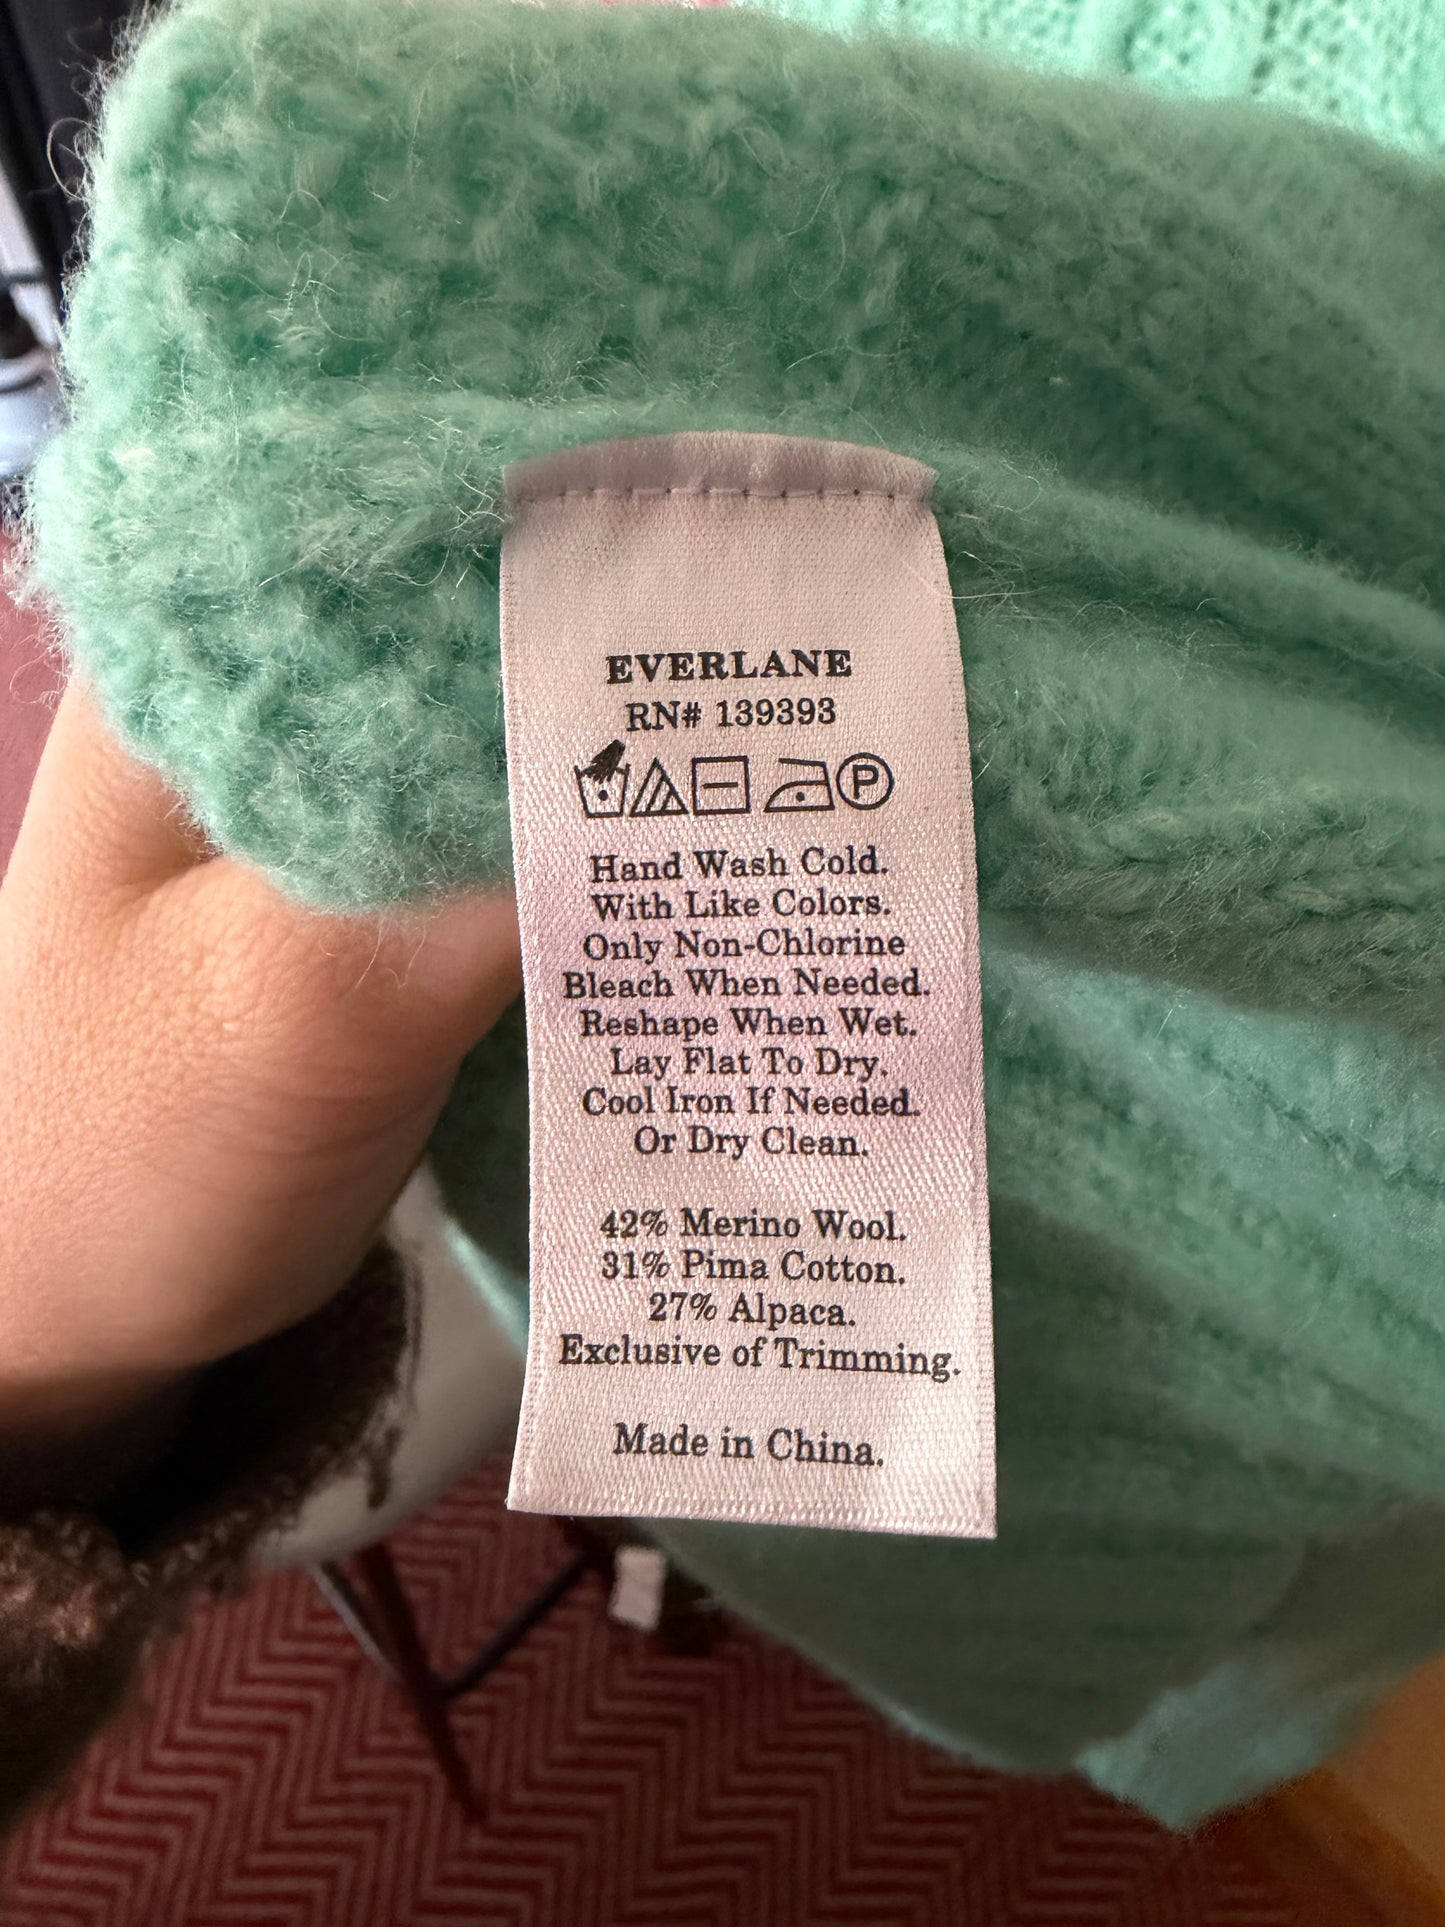 EVERLANE
RN# 139393
P
Hand Wash Cold.
With Like Colors.
Only Non-Chlorine
Bleach When Needed.
Reshape When Wet.
Lay Flat To Dry.
Cool Iron If Needed.
Or Dry Clean.
42% Merino Wool.
31% Pima Cotton.
27% Alpaca.
Exclusive of Trimming.
Made in China.